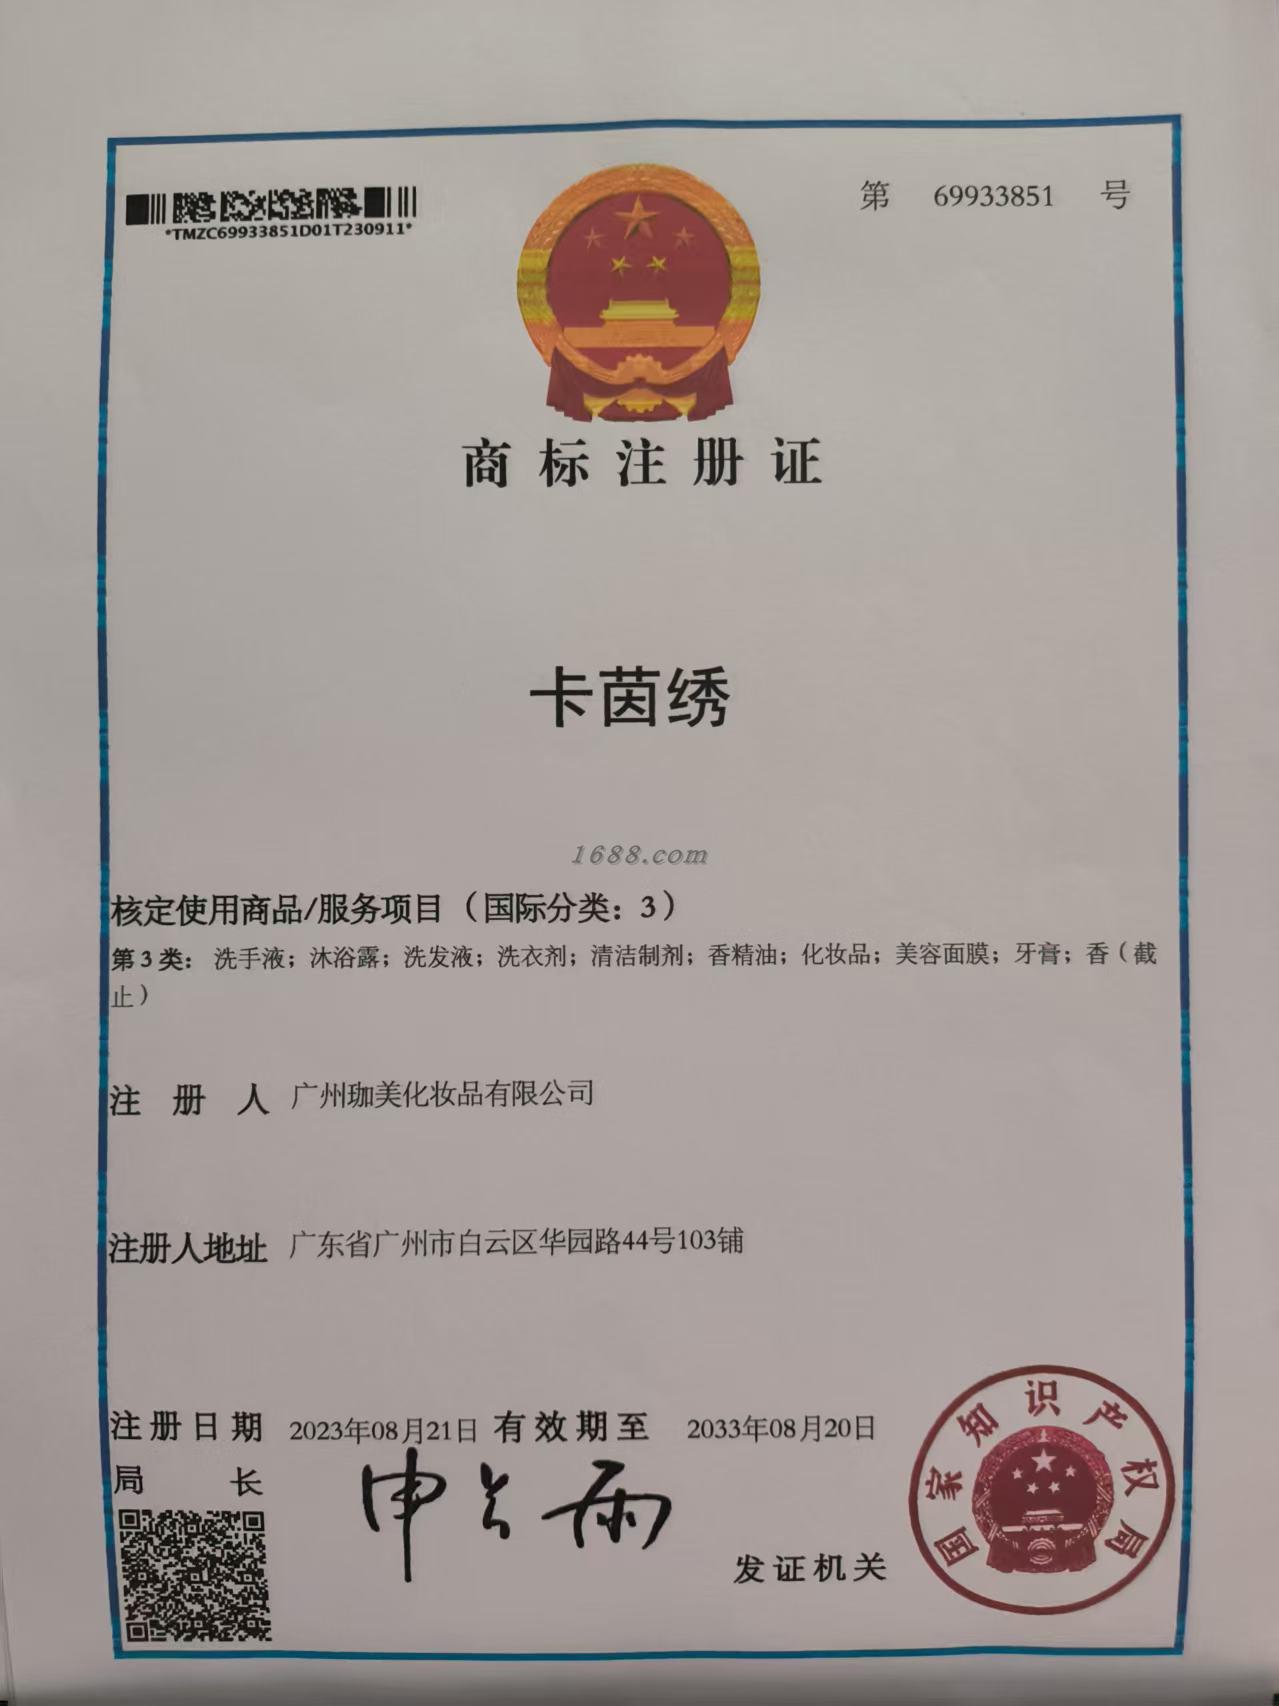 第 69933851 号
*TMZC69933851D01T230911*
商标注册证
卡茵绣
1688.com
核定使用商品/服务项目（国际分类：3）
第3类：洗手液；沐浴露；洗发液；洗衣剂；清洁制剂；香精油；化妆品；美容面膜；牙膏；香（截
止）
注册人 广州珈美化妆品有限公司
注册人地址 广东省广州市白云区华园路44号103铺
注册日期 2023年08月21日 有效期至 2033年08月20日
局长 申长雨
发证机关
国家知识产权局